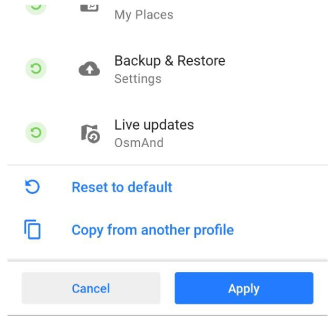 My Places
Backup & Restore
Settings
Live updates
OsmAnd
Reset to default
Copy from another profile
Cancel
Apply